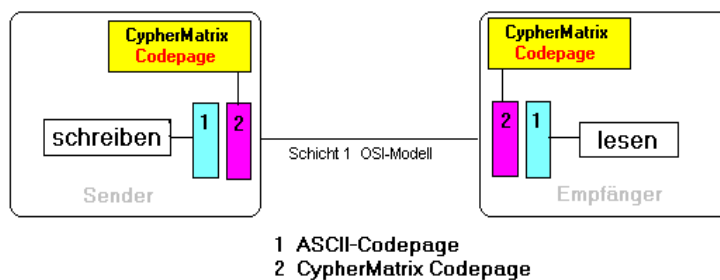 CypherMatrix
Codepage
1
2
schreiben
Sender
Schicht 1 OSI-Modell
CypherMatrix
Codepage
2
1
lesen
Empfänger
1 ASCII-Codepage
2 CypherMatrix Codepage